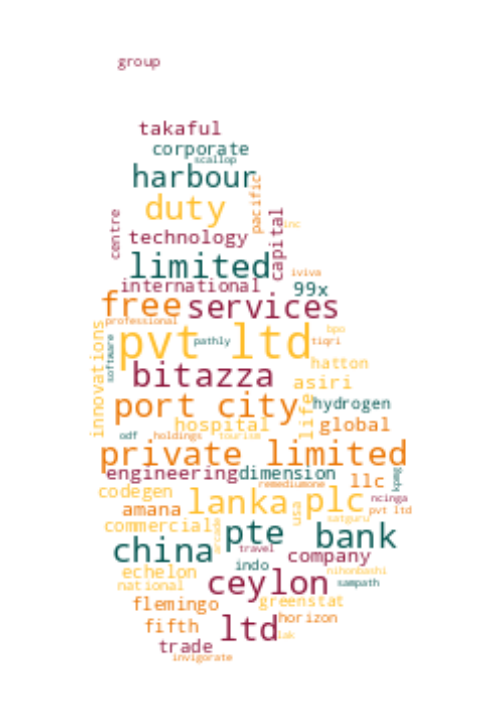 group
takaful
corporate
scallop
harbour
pacific
duty
centre
capital
inc
technology
limited
iviva
international
99x
free services
professional
innovations
software
pvt ltd
pathly
bpo
tiqri
hatton
bitazza
asiri
life
port city
hydrogen
hospital
global
odf
holdings
tourism
private limited
engineering
dimension
kpmg
remediumone
llc
codegen
lanka
plc
ncinga
amana
usa
pvt ltd
satguru
commercial
arcade
pte
bank
china
travel
company
indo
echelon
nihonbashi
national
ceylon
sampath
flemingo
greenstat
fifth
ltd
horizon
lak
trade
invigorate